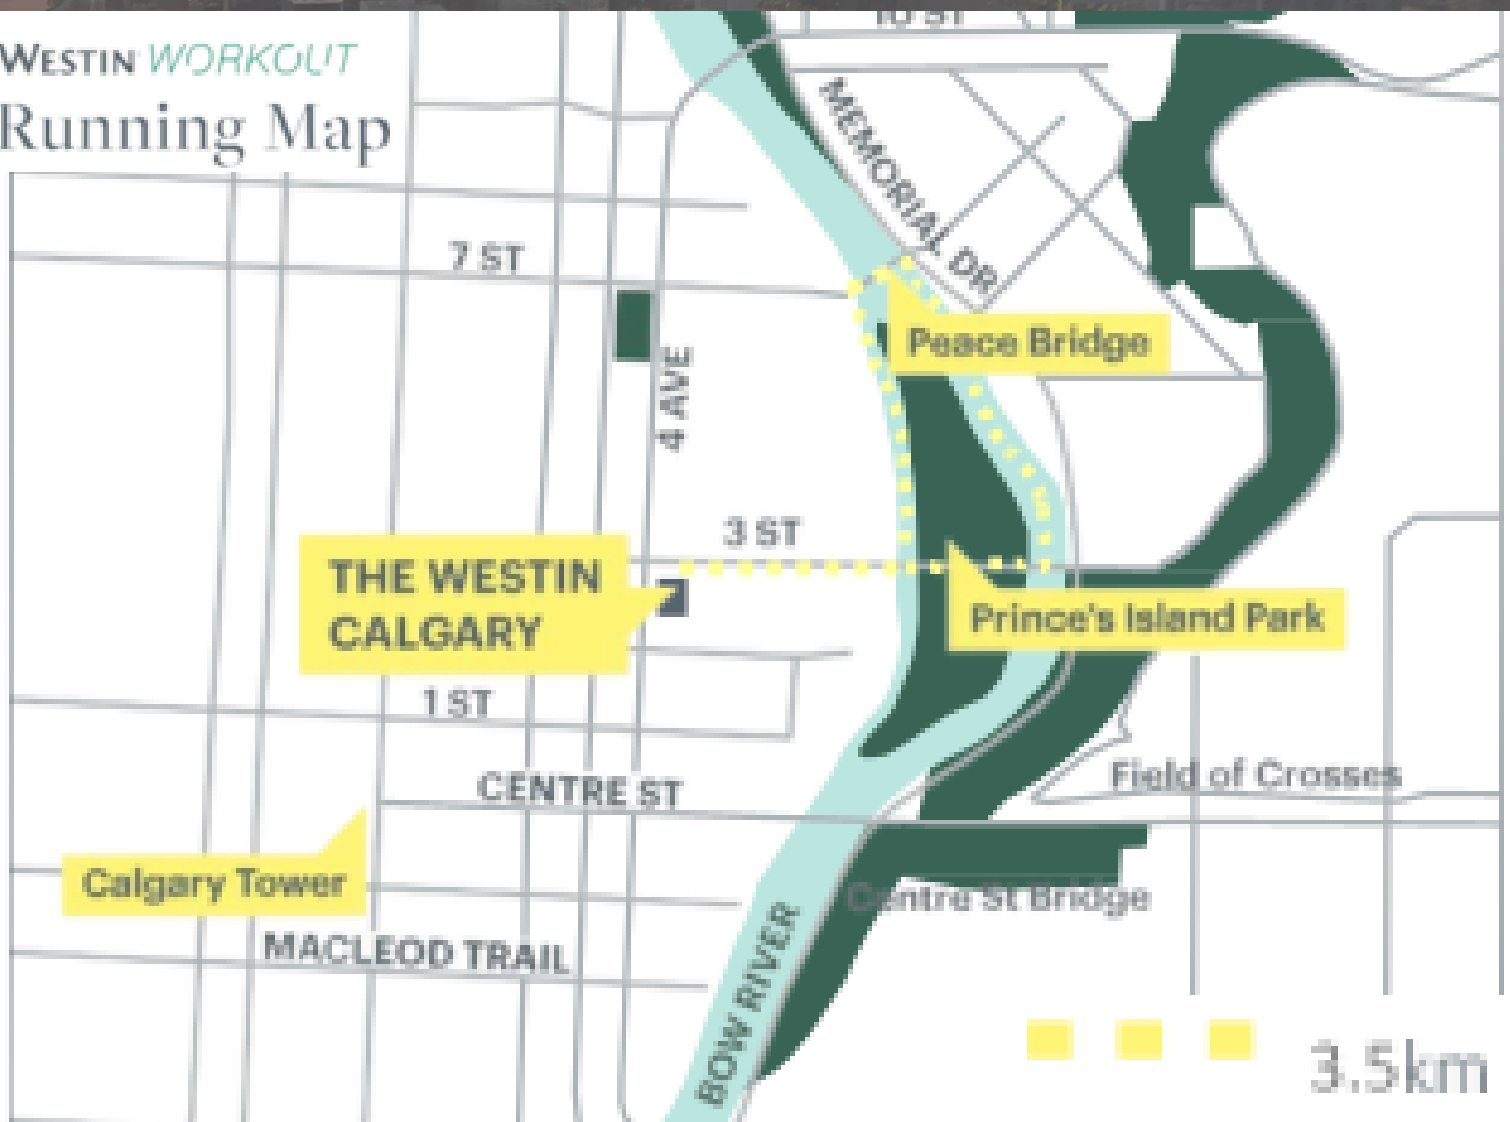 10 ST
WESTIN WORKOUT
Running Map
MEMORIAL DR
7 ST
Peace Bridge
4 AVE
3 ST
THE WESTIN
CALGARY
Prince's Island Park
1 ST
Field of Crosses
CENTRE ST
Calgary Tower
Centre St Bridge
MACLEOD TRAIL
BOW RIVER
3.5km